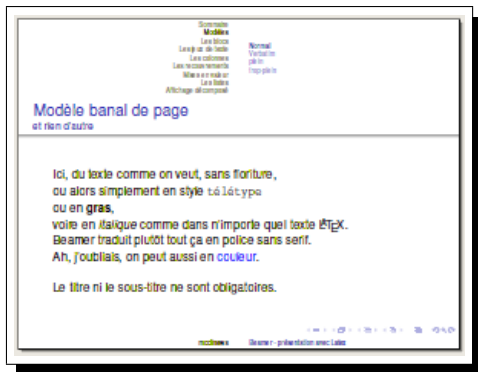 Sommaire
Modèles
Les blocs
Les jeux de texte
Les colonnes
Les recouvrements
Mise en valeur
Les listes
Affichage décomposé
Normal
Verbatim
plein
trop plein
Modèle banal de page
et rien d'autre
Ici, du texte comme on veut, sans fioriture,
ou alors simplement en style télétype
ou en gras,
voire en italique comme dans n'importe quel texte LATEX.
Beamer traduit plutôt tout ça en police sans serif.
Ah, j'oubliais, on peut aussi en couleur.
Le titre ni le sous-titre ne sont obligatoires.
Beamer - présentation avec Latex